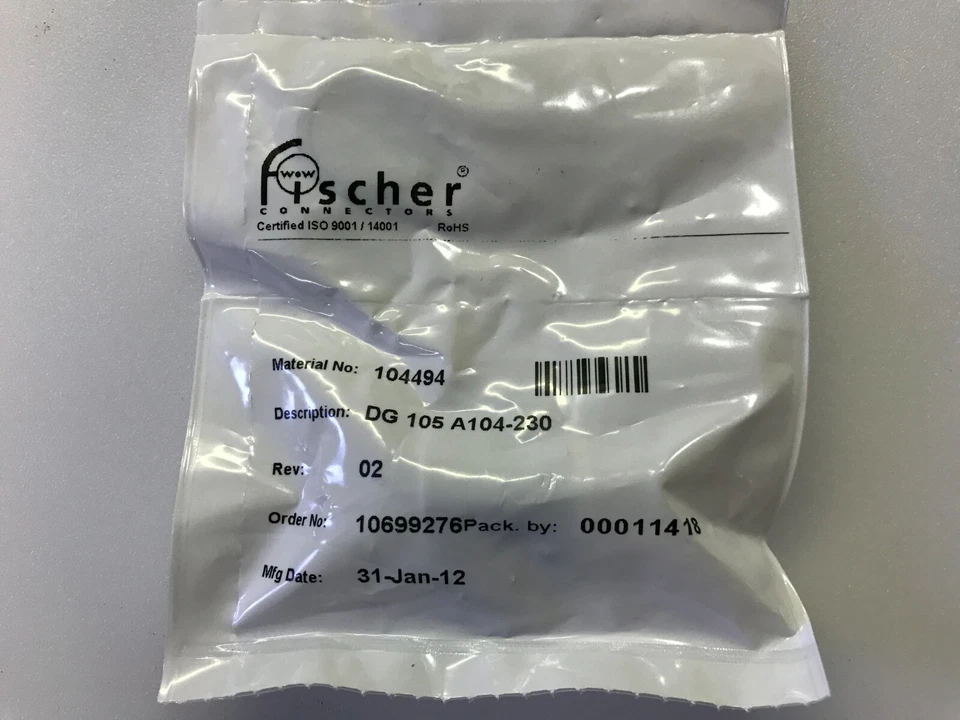 Fischer®
WOW
CONNECTORS
Certified ISO 9001 / 14001 RoHS
Material No: 104494
Description: DG 105 A104-230
Rev: 02
Order No: 10699276 Pack. by: 00011418
Mfg Date: 31-Jan-12